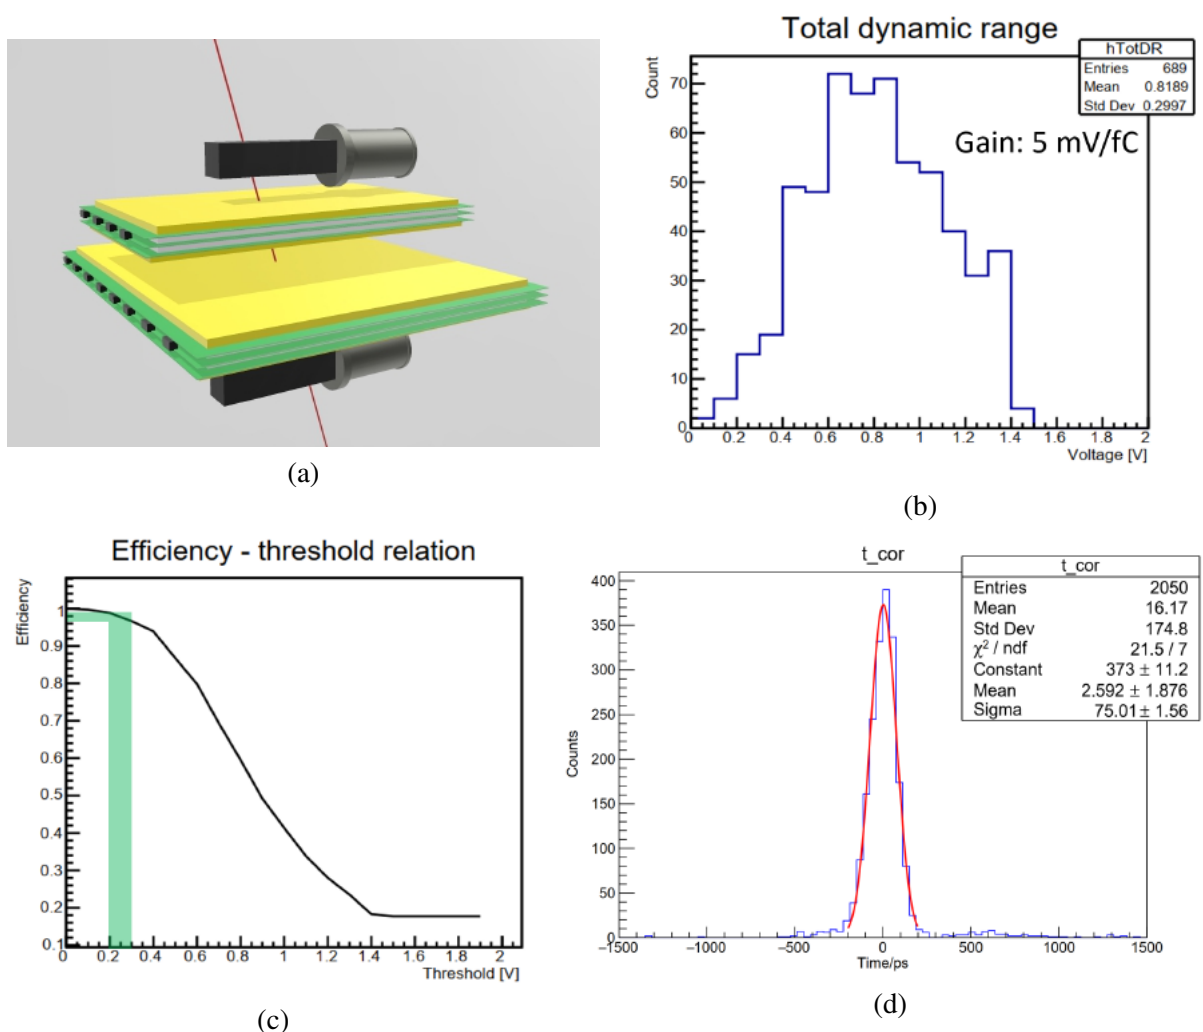 (a)
Total dynamic range
hTotDR
Entries 689
Mean 0.8189
Std Dev 0.2997
Gain: 5 mV/fC
Count
70
60
50
40
30
20
10
0
0 0.2 0.4 0.6 0.8 1 1.2 1.4 1.6 1.8 2
Voltage [V]
(b)
Efficiency - threshold relation
Efficiency
1
0.9
0.8
0.7
0.6
0.5
0.4
0.3
0.2
0.1
0 0.2 0.4 0.6 0.8 1 1.2 1.4 1.6 1.8 2
Threshold [V]
(c)
t_cor
t_cor
Entries 2050
Mean 16.17
Std Dev 174.8
χ² / ndf 21.5 / 7
Constant 373 ± 11.2
Mean 2.592 ± 1.876
Sigma 75.01 ± 1.56
Counts
400
350
300
250
200
150
100
50
0
−1500 −1000 −500 0 500 1000 1500
Time/ps
(d)